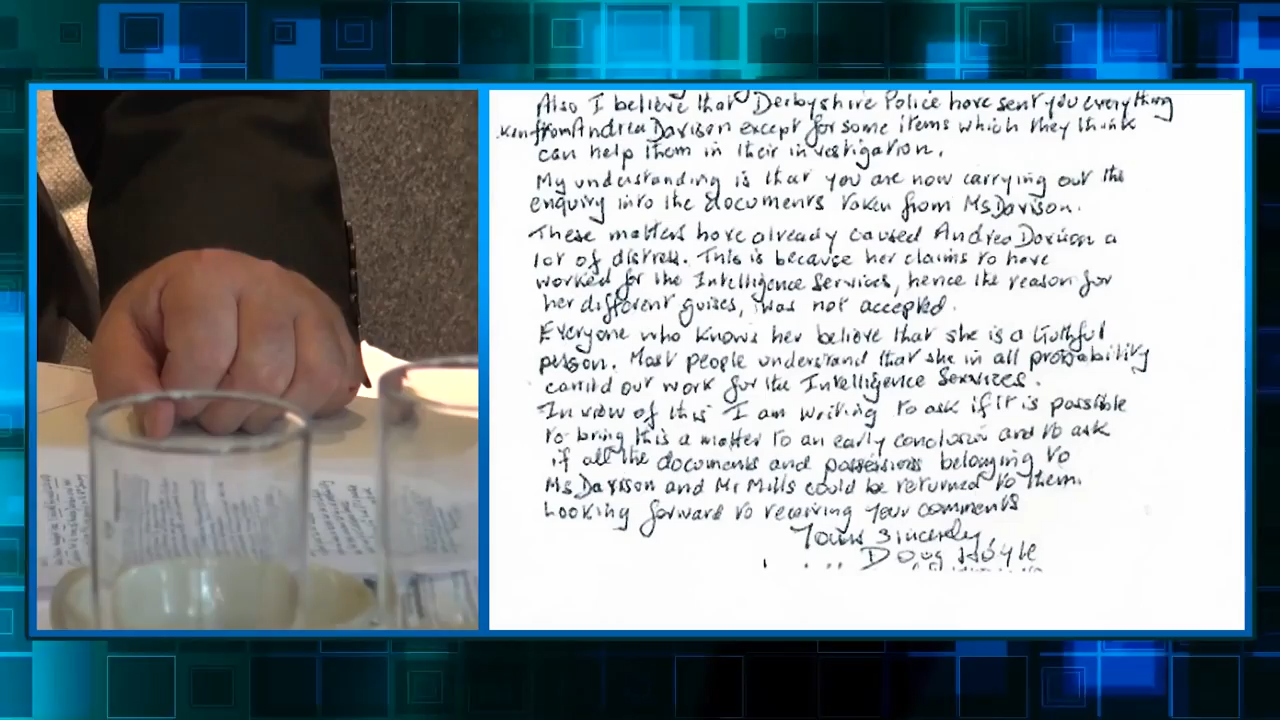 Also I believe that Derbyshire Police have sent you everything
from Andrea Davison except for some items which they think
can help them in their investigation.
My understanding is that you are now carrying out the
enquiry into the documents taken from Ms Davison.
These matters have already caused Andrea Davison a
lot of distress. This is because her claims to have
worked for the Intelligence Services, hence the reason for
her different guises, was not accepted.
Everyone who knows her believe that she is a truthful
person. Most people understand that she in all probability
carried out work for the Intelligence Services.
In view of this I am writing to ask if it is possible
to bring this a matter to an early conclusion and to ask
if all the documents and possessions belonging to
Ms Davison and Mr Mills could be returned to them.
Looking forward to receiving your comments
Yours Sincerely,
Doug Hoyle